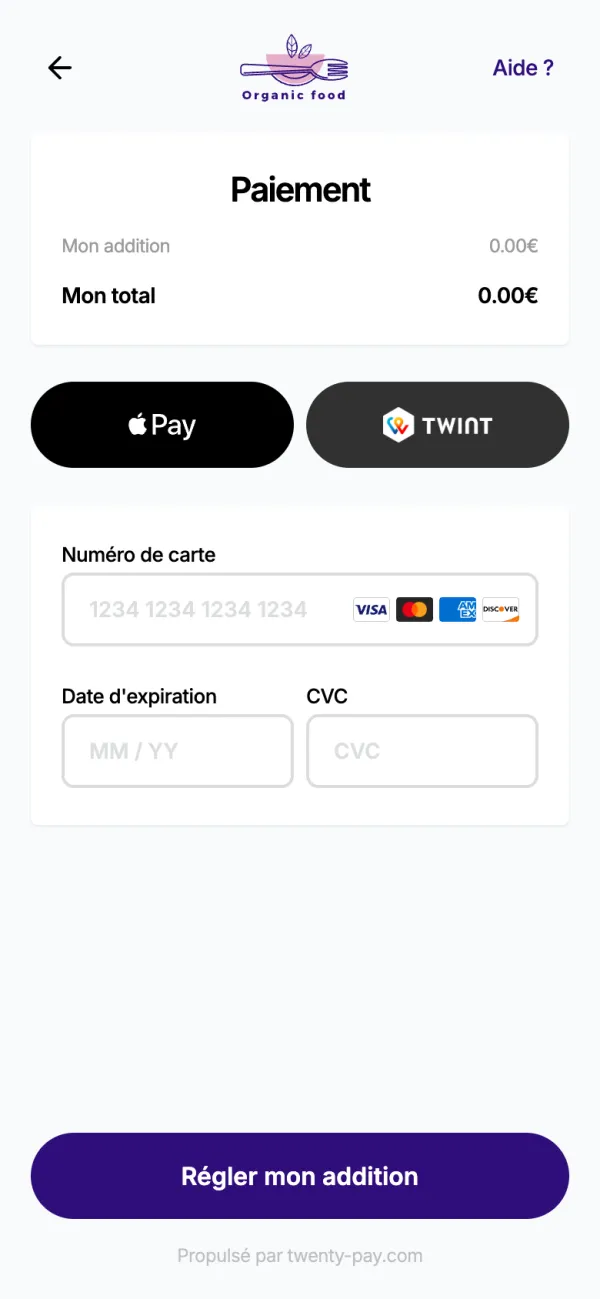 Organic food
Aide ?
Paiement
Mon addition 0.00€
Mon total 0.00€
Pay TWINT
Numéro de carte
1234 1234 1234 1234 VISA AMEX DISCOVER
Date d'expiration CVC
MM / YY CVC
Régler mon addition
Propulsé par twenty-pay.com